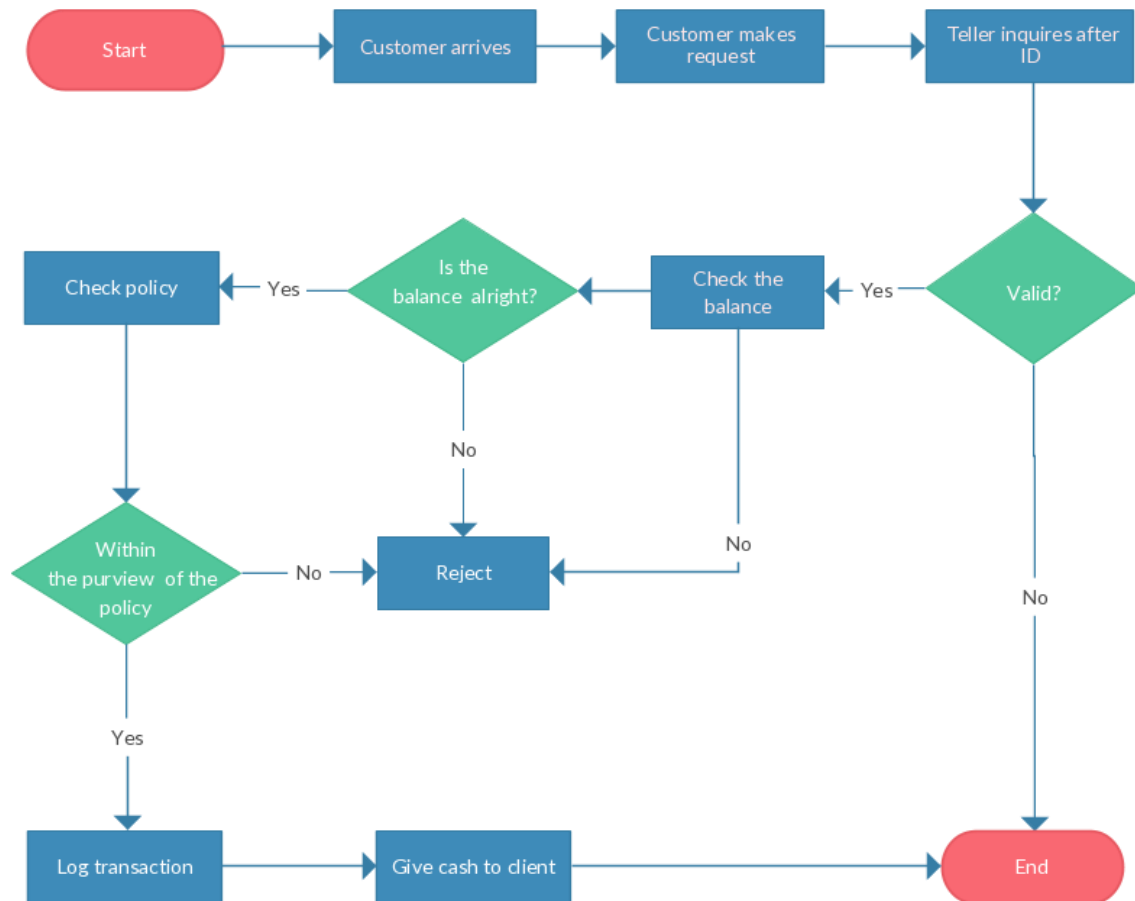 Start
Customer arrives
Customer makes
request
Teller inquires after
ID
Check policy
Yes
Is the
balance alright?
Check the
balance
Yes
Valid?
No
No
Within
the purview of the
policy
No
Reject
No
Yes
Log transaction
Give cash to client
End